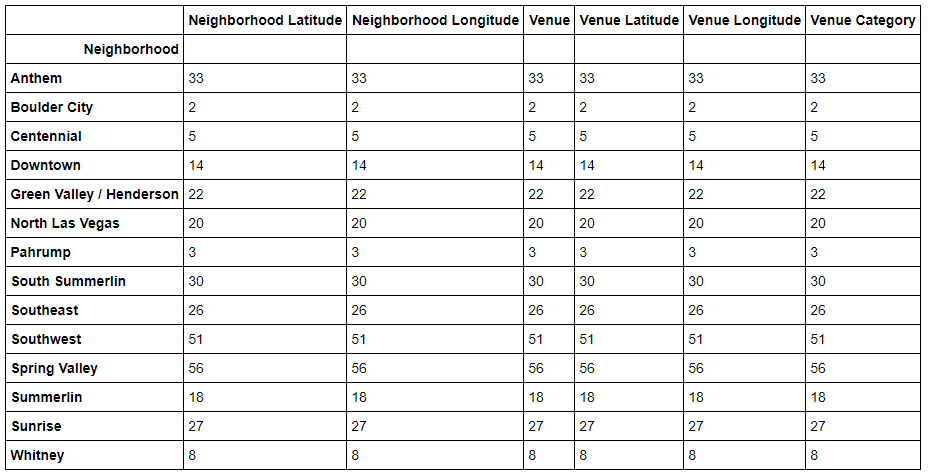 Neighborhood Latitude Neighborhood Longitude Venue Venue Latitude Venue Longitude Venue Category
Neighborhood
Anthem 33 33 33 33 33 33
Boulder City 2 2 2 2 2 2
Centennial 5 5 5 5 5 5
Downtown 14 14 14 14 14 14
Green Valley / Henderson 22 22 22 22 22 22
North Las Vegas 20 20 20 20 20 20
Pahrump 3 3 3 3 3 3
South Summerlin 30 30 30 30 30 30
Southeast 26 26 26 26 26 26
Southwest 51 51 51 51 51 51
Spring Valley 56 56 56 56 56 56
Summerlin 18 18 18 18 18 18
Sunrise 27 27 27 27 27 27
Whitney 8 8 8 8 8 8